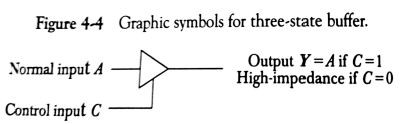 Figure 4-4 Graphic symbols for three-state buffer.
Normal input A
Output Y = A if C = 1
High-impedance if C = 0
Control input C